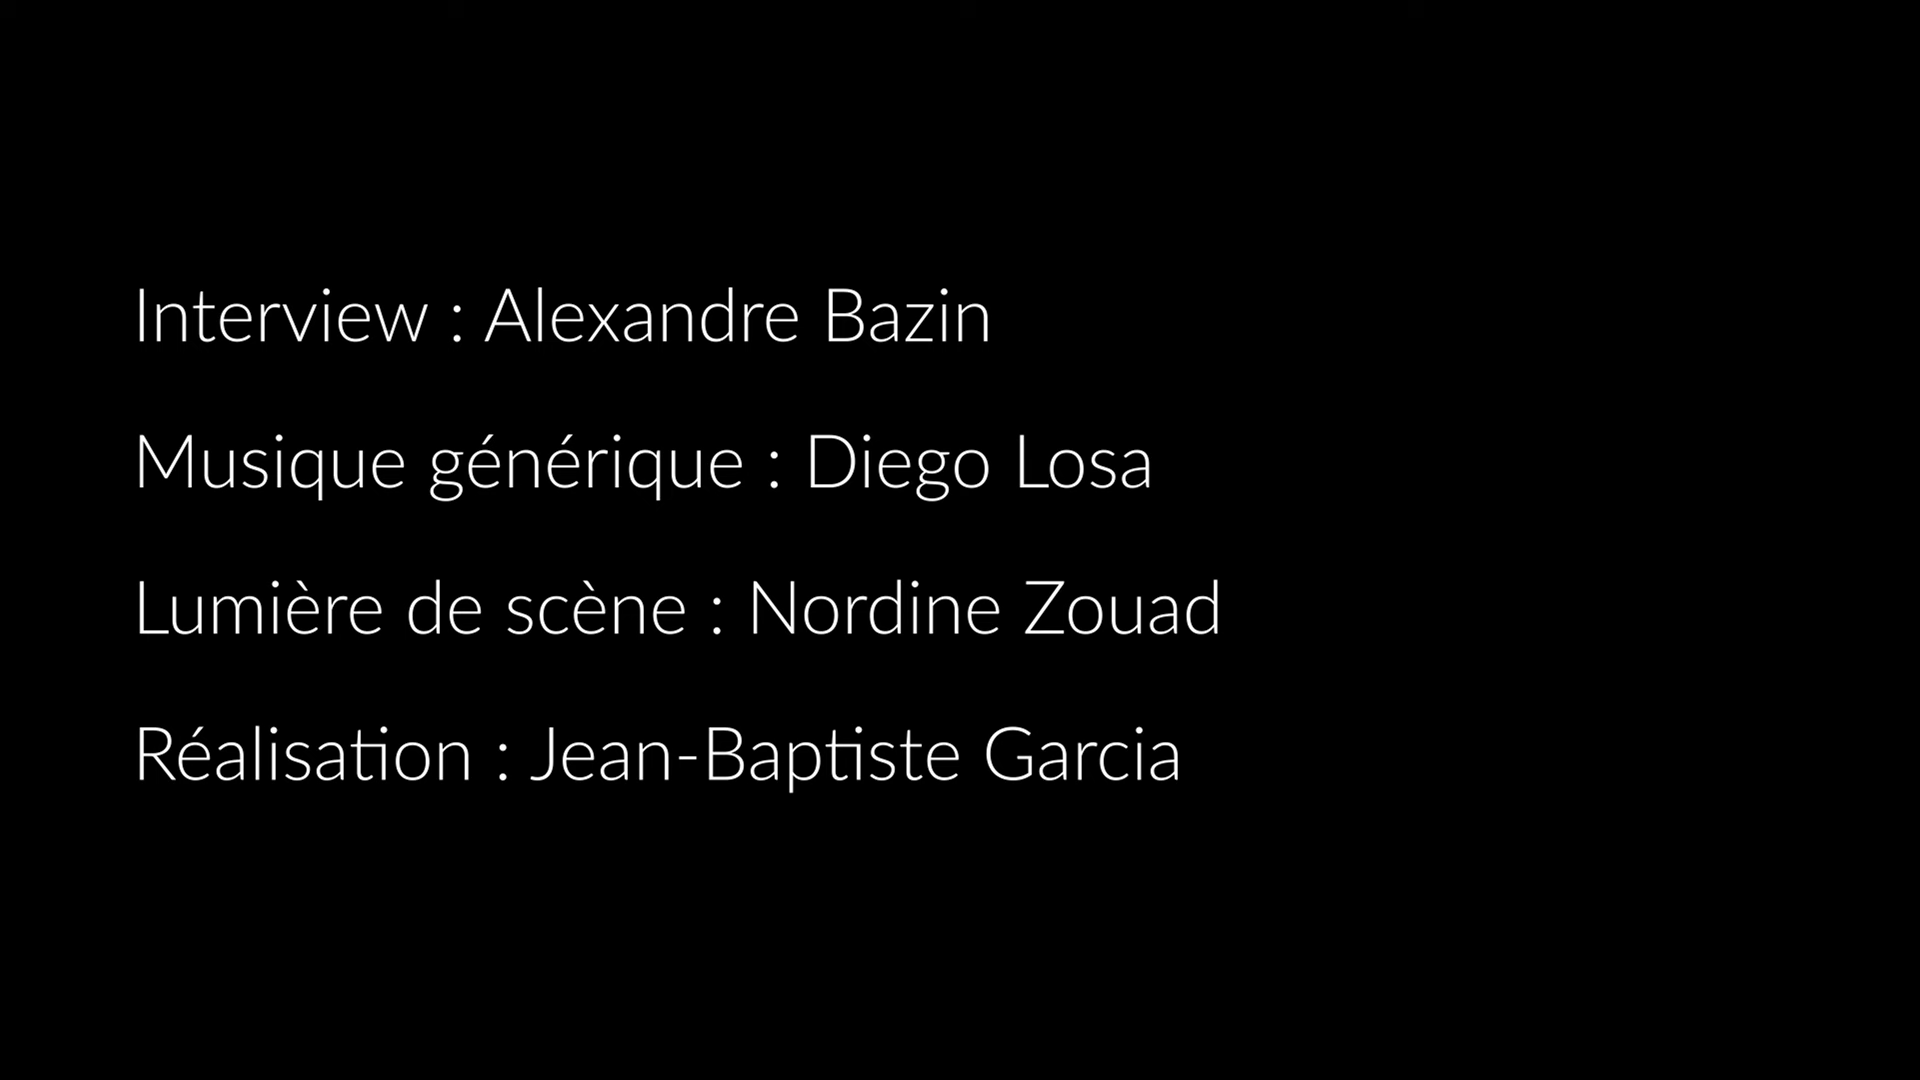 Interview : Alexandre Bazin
Musique générique : Diego Losa
Lumière de scène : Nordine Zouad
Réalisation : Jean-Baptiste Garcia